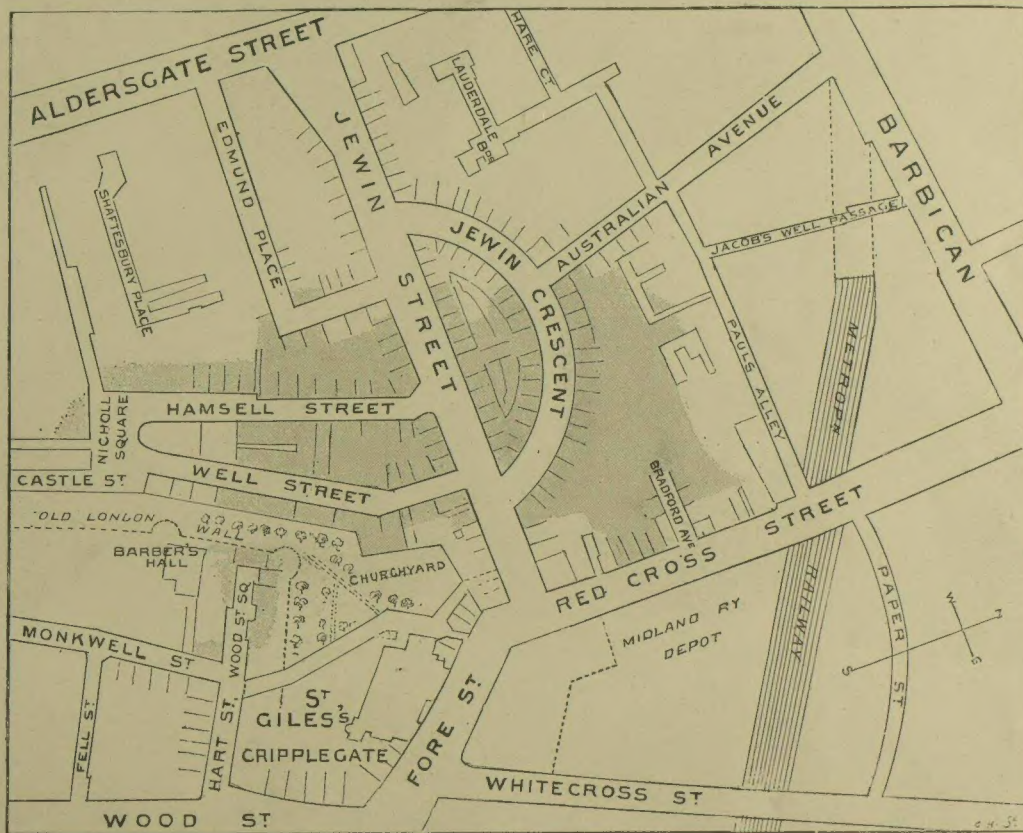 ALDERSGATE STREET
HARE CT.
LAUDERDALE BDGS
JEWIN STREET
EDMUND PLACE
AVENUE
AUSTRALIAN
BARBICAN
SHAFTESBURY PLACE
JEWIN CRESCENT
JACOB'S WELL PASSAGE
PAULS ALLEY
METROPN RAILWAY
NICHOLL SQUARE
HAMSELL STREET
WELL STREET
CASTLE ST.
OLD LONDON WALL
BARBER'S HALL
CHURCHYARD
BRADFORD AVE
RED CROSS STREET
PAPER ST
MIDLAND RY DEPOT
W
N
S
MONKWELL ST
WOOD ST SQ
HART ST,
FELL ST
ST, GILES S
CRIPPLEGATE
FORE ST
WHITECROSS ST
WOOD ST